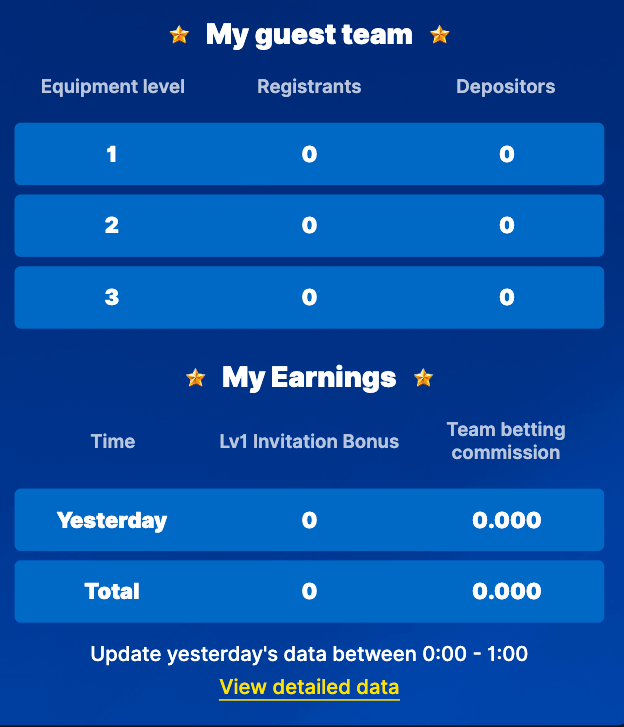 My guest team
Equipment level Registrants Depositors
1 0 0
2 0 0
3 0 0
My Earnings
Time Lv1 Invitation Bonus Team betting commission
Yesterday 0 0.000
Total 0 0.000
Update yesterday's data between 0:00 - 1:00
View detailed data